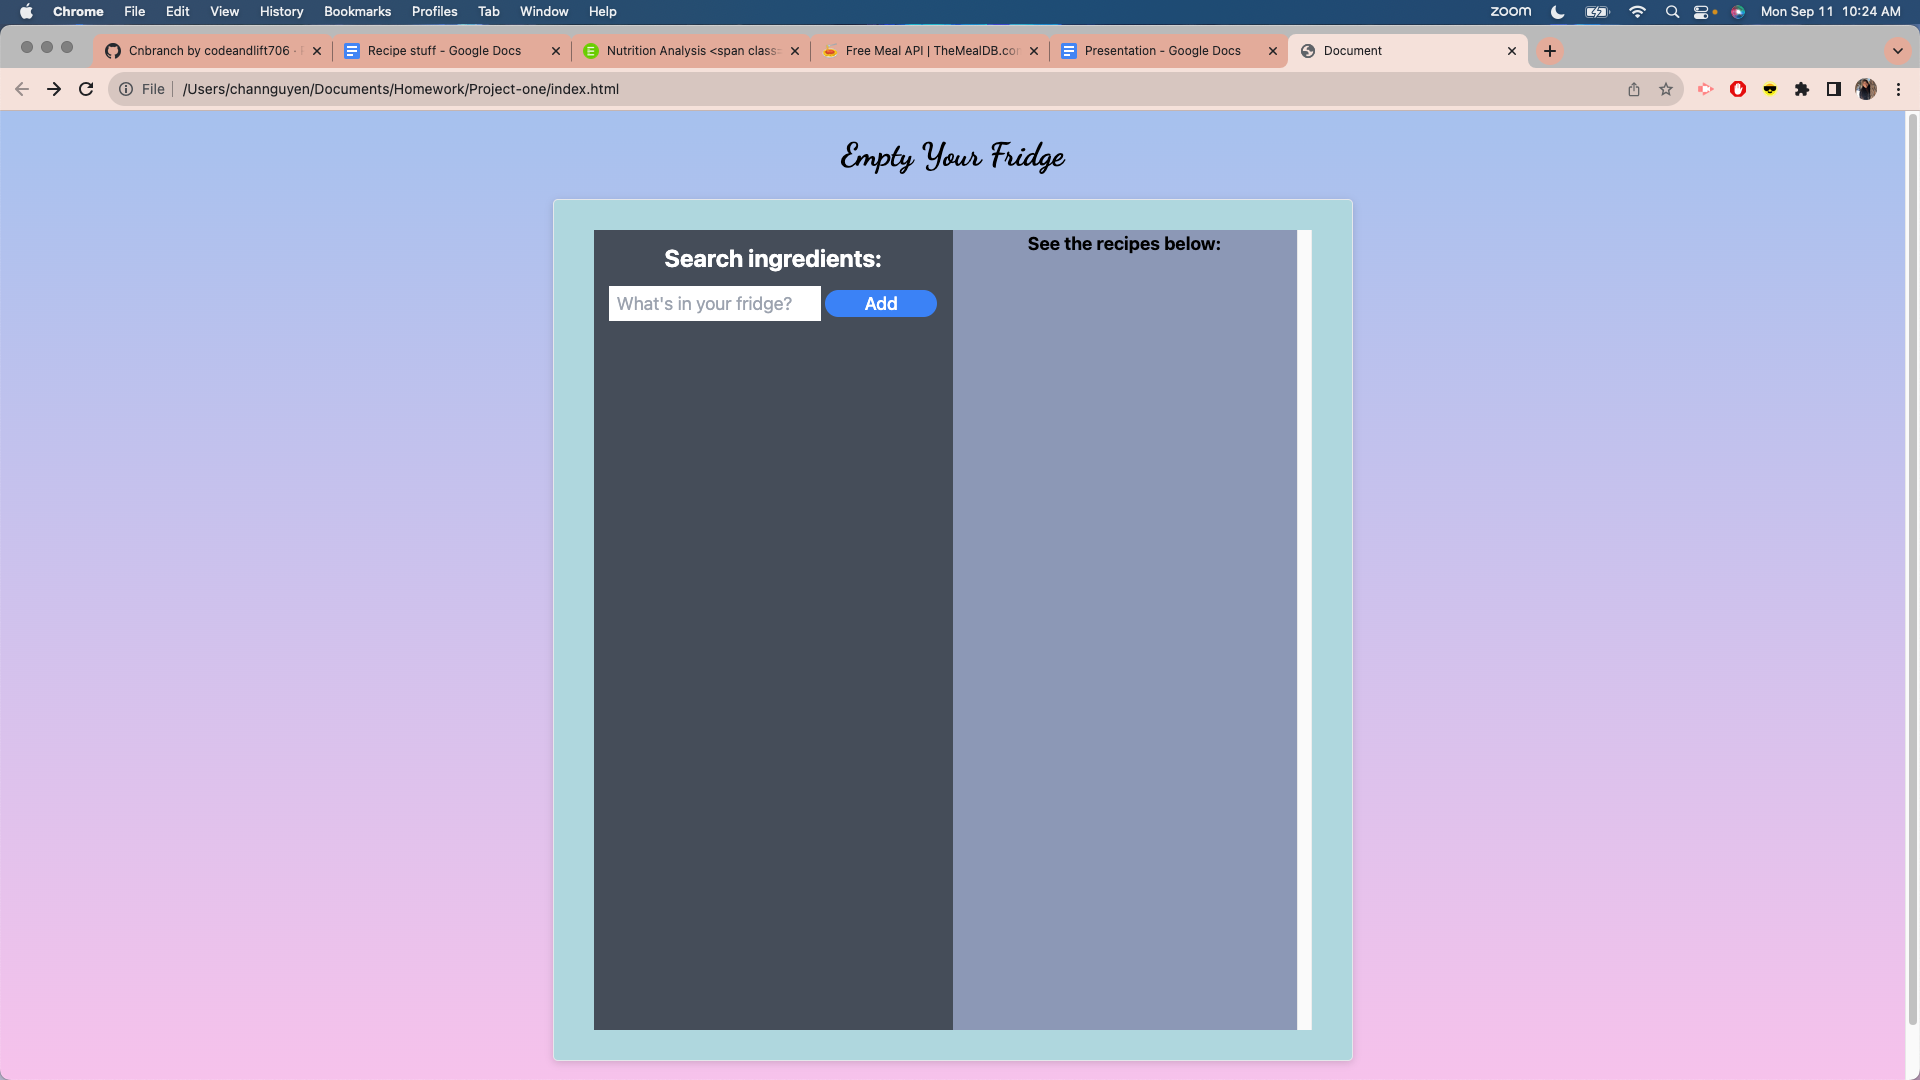 Chrome File Edit View History Bookmarks Profiles Tab Window Help zoom Mon Sep 11 10:24 AM
Cnbranch by codeandlift706 · Recipe stuff - Google Docs Nutrition Analysis <span class= Free Meal API | TheMealDB.co Presentation - Google Docs Document
File /Users/channguyen/Documents/Homework/Project-one/index.html
Empty Your Fridge
Search ingredients:
See the recipes below:
What's in your fridge? Add